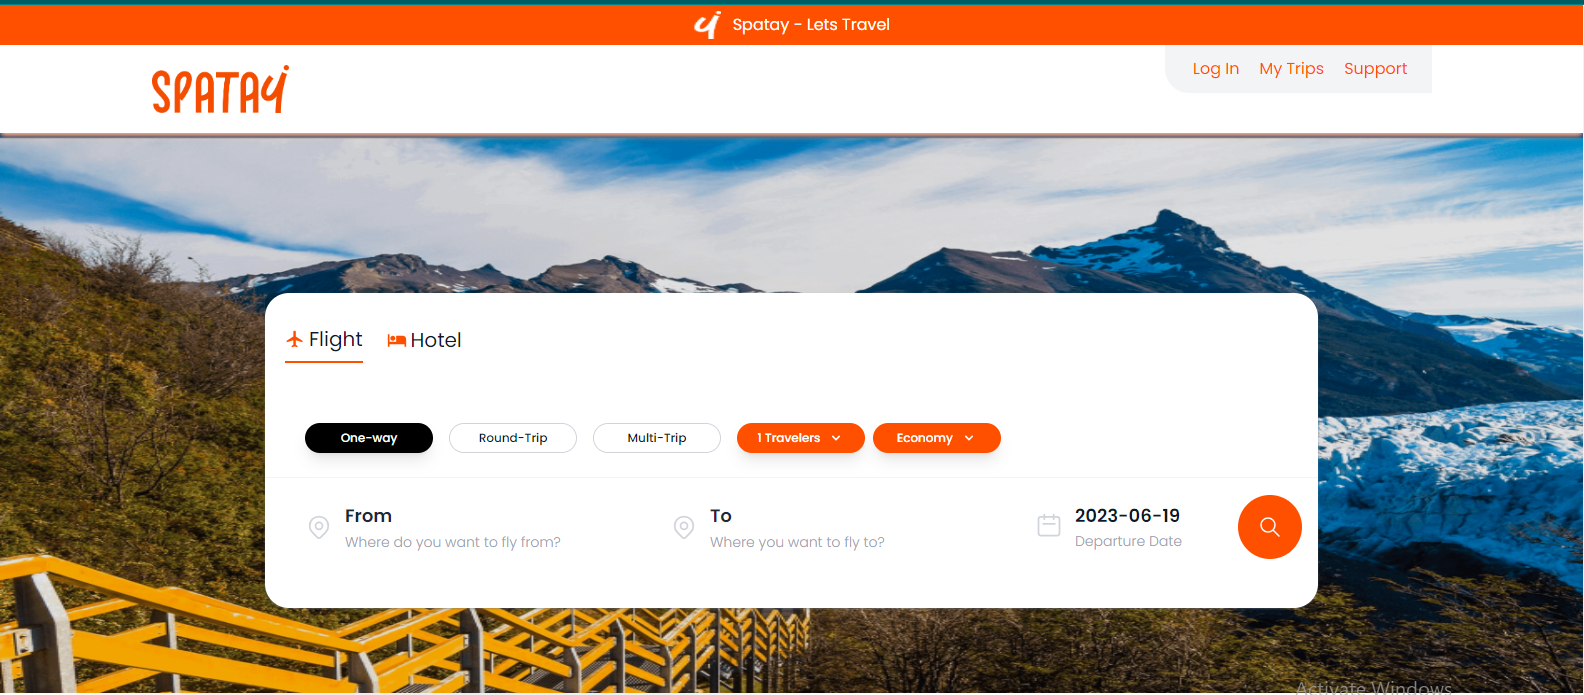 Spatay - Lets Travel
SPATAY
Log In My Trips Support
Flight Hotel
One-way Round-Trip Multi-Trip 1 Travelers Economy
From To 2023-06-19
Where do you want to fly from? Where you want to fly to? Departure Date
Activate Windows